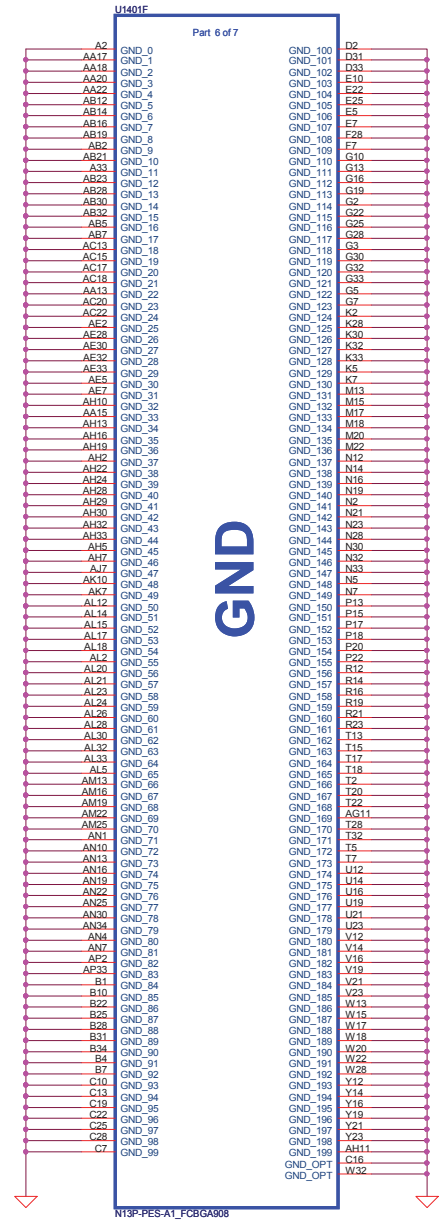 U1401F
Part 6 of 7
A2 GND_0 GND_100 D2
AA17 GND_1 GND_101 D31
AA18 GND_2 GND_102 D33
AA20 GND_3 GND_103 E10
AA22 GND_4 GND_104 E22
AB12 GND_5 GND_105 E25
AB14 GND_6 GND_106 E5
AB16 GND_7 GND_107 E7
AB19 GND_8 GND_108 F28
AB2 GND_9 GND_109 F7
AB21 GND_10 GND_110 G10
A33 GND_11 GND_111 G13
AB23 GND_12 GND_112 G16
AB28 GND_13 GND_113 G19
AB30 GND_14 GND_114 G2
AB32 GND_15 GND_115 G22
AB5 GND_16 GND_116 G25
AB7 GND_17 GND_117 G28
AC13 GND_18 GND_118 G3
AC15 GND_19 GND_119 G30
AC17 GND_20 GND_120 G32
AC18 GND_21 GND_121 G33
AA13 GND_22 GND_122 G5
AC20 GND_23 GND_123 G7
AC22 GND_24 GND_124 K2
AE2 GND_25 GND_125 K28
AE28 GND_26 GND_126 K30
AE30 GND_27 GND_127 K32
AE32 GND_28 GND_128 K33
AE33 GND_29 GND_129 K5
AE5 GND_30 GND_130 K7
AE7 GND_31 GND_131 M13
AH10 GND_32 GND_132 M15
AA15 GND_33 GND_133 M17
AH13 GND_34 GND_134 M18
AH16 GND_35 GND_135 M20
AH19 GND_36 GND_136 M22
AH2 GND_37 GND_137 N12
AH22 GND_38 GND_138 N14
AH24 GND_39 GND_139 N16
AH28 GND_40 GND_140 N19
AH29 GND_41 GND_141 N2
AH30 GND_42 GND_142 N21
AH32 GND_43 GND_143 N23
AH33 GND_44 GND_144 N28
AH5 GND_45 GND_145 N30
AH7 GND_46 GND_146 N32
AJ7 GND_47 GND_147 N33
AK10 GND_48 GND_148 N5
AK7 GND_49 GND_149 N7
AL12 GND_50 GND_150 P13
AL14 GND_51 GND_151 P15
AL15 GND_52 GND_152 P17
AL17 GND_53 GND_153 P18
AL18 GND_54 GND_154 P20
AL2 GND_55 GND_155 P22
AL20 GND_56 GND_156 R12
AL21 GND_57 GND_157 R14
AL23 GND_58 GND_158 R16
AL24 GND_59 GND_159 R19
AL26 GND_60 GND_160 R21
AL28 GND_61 GND_161 R23
AL30 GND_62 GND_162 T13
AL32 GND_63 GND_163 T15
AL33 GND_64 GND_164 T17
AL5 GND_65 GND_165 T18
AM13 GND_66 GND_166 T2
AM16 GND_67 GND_167 T20
AM19 GND_68 GND_168 T22
AM22 GND_69 GND_169 AG11
AM25 GND_70 GND_170 T28
AN1 GND_71 GND_171 T32
AN10 GND_72 GND_172 T5
AN13 GND_73 GND_173 T7
AN16 GND_74 GND_174 U12
AN19 GND_75 GND_175 U14
AN22 GND_76 GND_176 U16
AN25 GND_77 GND_177 U19
AN30 GND_78 GND_178 U21
AN34 GND_79 GND_179 U23
AN4 GND_80 GND_180 V12
AN7 GND_81 GND_181 V14
AP2 GND_82 GND_182 V16
AP33 GND_83 GND_183 V19
B1 GND_84 GND_184 V21
B10 GND_85 GND_185 V23
B22 GND_86 GND_186 W13
B25 GND_87 GND_187 W15
B28 GND_88 GND_188 W17
B31 GND_89 GND_189 W18
B34 GND_90 GND_190 W20
B4 GND_91 GND_191 W22
B7 GND_92 GND_192 W28
C10 GND_93 GND_193 Y12
C13 GND_94 GND_194 Y14
C19 GND_95 GND_195 Y16
C22 GND_96 GND_196 Y19
C25 GND_97 GND_197 Y21
C28 GND_98 GND_198 Y23
C7 GND_99 GND_199 AH11
GND_OPT C16
GND_OPT W32
GND
N13P-PES-A1_FCBGA908